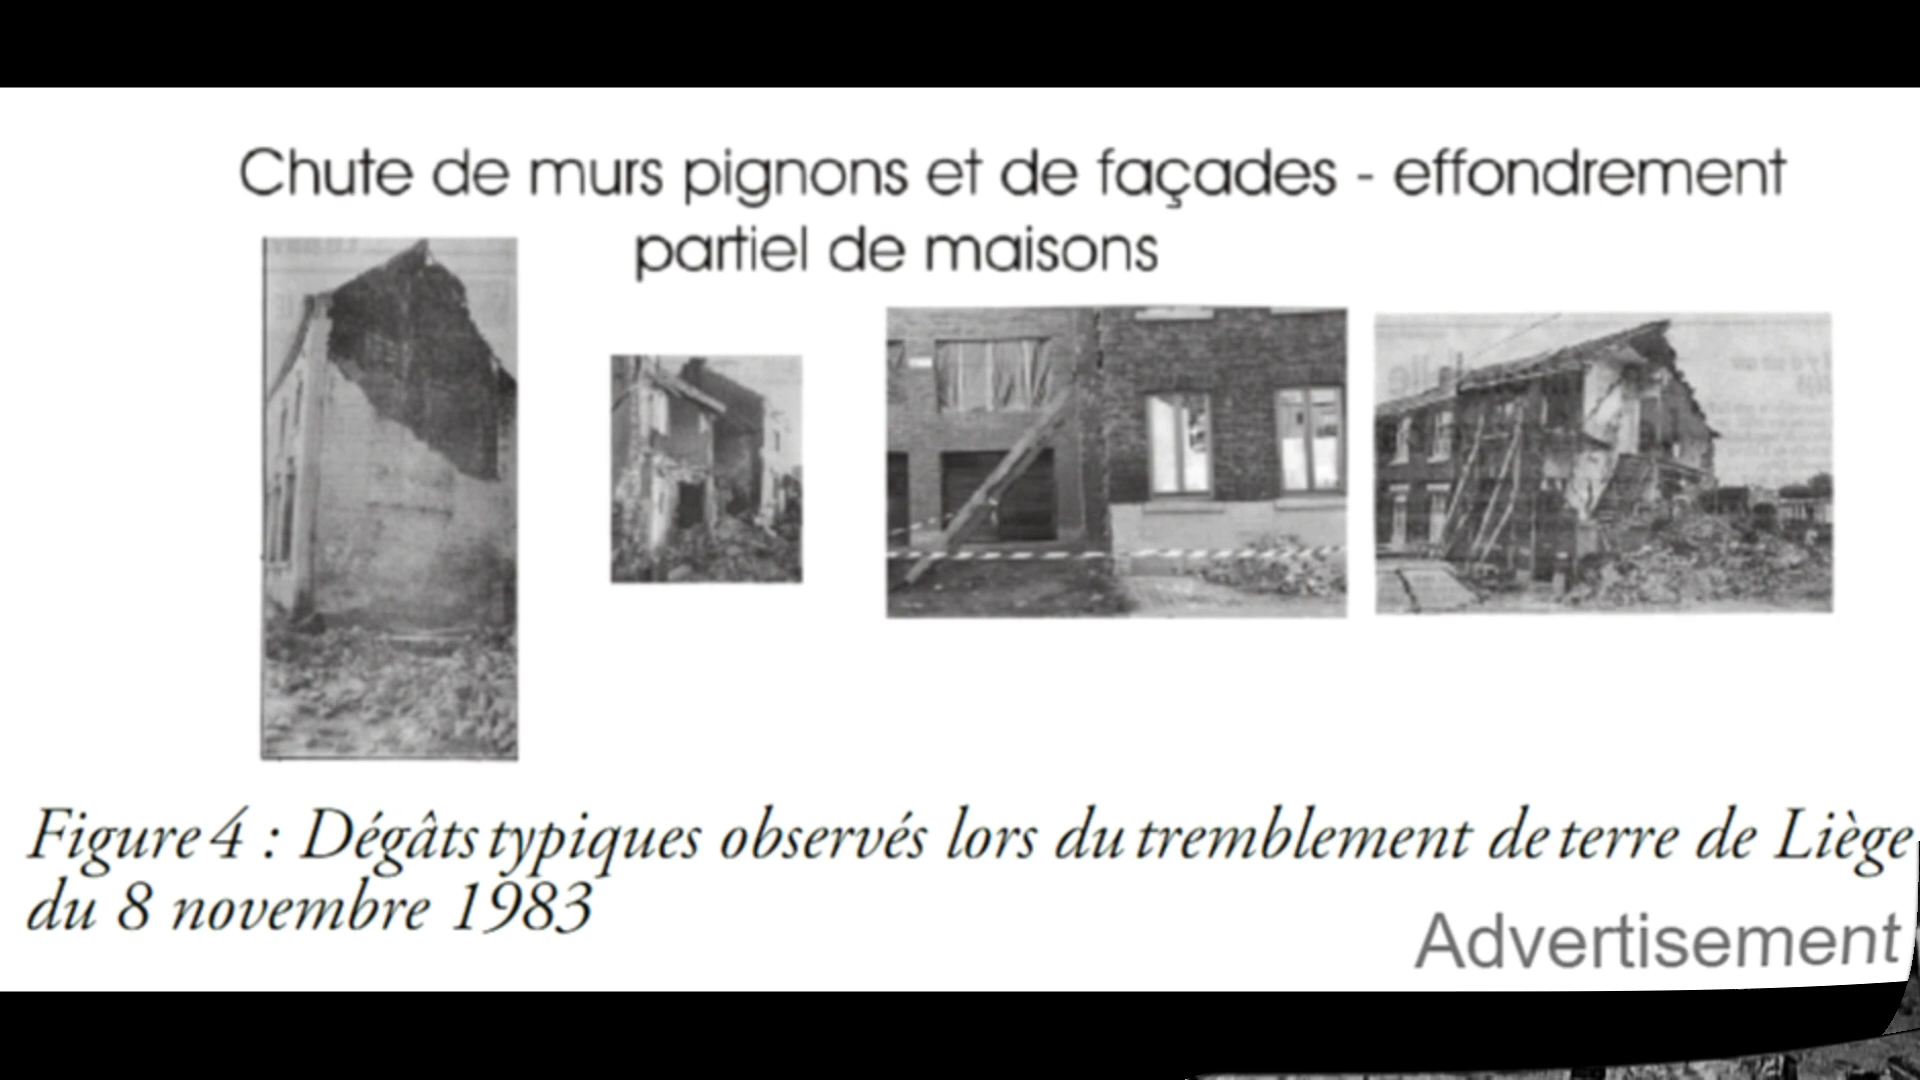 Chute de murs pignons et de façades - effondrement
partiel de maisons
Figure 4 : Dégâts typiques observés lors du tremblement de terre de Liège
du 8 novembre 1983
Advertisement